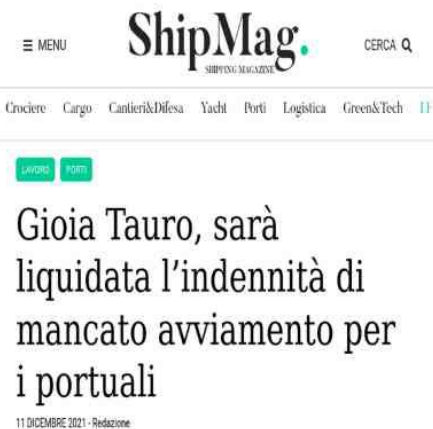 ☰ MENU
ShipMag.
SHIPPING MAGAZINE
CERCA
Crociere Cargo Cantieri&Difesa Yacht Porti Logistica Green&Tech
LAVORO PORTI
Gioia Tauro, sarà
liquidata l’indennità di
mancato avviamento per
i portuali
11 DICEMBRE 2021 - Redazione